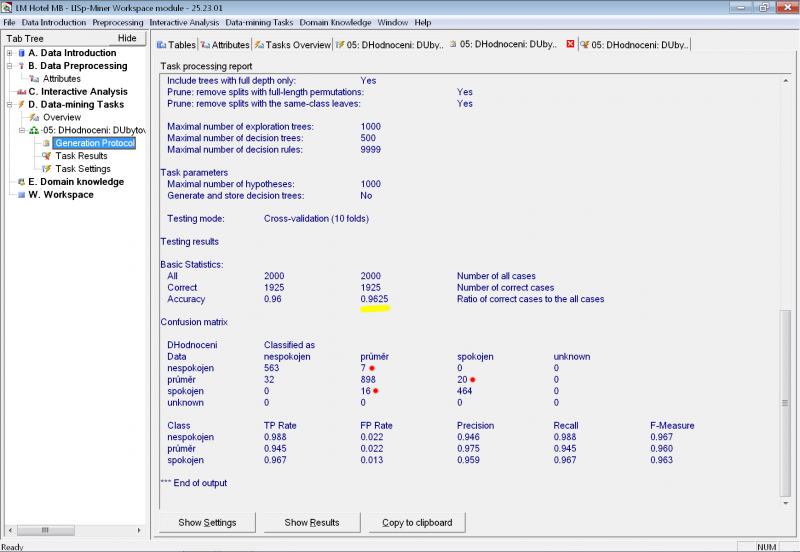 LM Hotel MB - LISp-Miner Workspace module - 25.23.01
File Data Introduction Preprocessing Interactive Analysis Data-mining Tasks Domain Knowledge Window Help
Tab Tree Hide
A. Data Introduction
B. Data Preprocessing
Attributes
C. Interactive Analysis
D. Data-mining Tasks
Overview
05: DHodnoceni: DUbytov
Generation Protocol
Task Results
Task Settings
E. Domain knowledge
W. Workspace
Tables Attributes Tasks Overview 05: DHodnoceni: DUby.. 05: DHodnoceni: DUby.. 05: DHodnoceni: DUby..
Task processing report
Include trees with full depth only: Yes
Prune: remove splits with full-length permutations: Yes
Prune: remove splits with the same-class leaves: Yes
Maximal number of exploration trees: 1000
Maximal number of decision trees: 500
Maximal number of decision rules: 9999
Task parameters
Maximal number of hypotheses: 1000
Generate and store decision trees: No
Testing mode: Cross-validation (10 folds)
Testing results
Basic Statistics:
All 2000 2000 Number of all cases
Correct 1925 1925 Number of correct cases
Accuracy 0.96 0.9625 Ratio of correct cases to the all cases
Confusion matrix
DHodnoceni Classified as
Data nespokojen průměr spokojen unknown
nespokojen 563 7 0 0
průměr 32 898 20 0
spokojen 0 16 464 0
unknown 0 0 0 0
Class TP Rate FP Rate Precision Recall F-Measure
nespokojen 0.988 0.022 0.946 0.988 0.967
průměr 0.945 0.022 0.975 0.945 0.960
spokojen 0.967 0.013 0.959 0.967 0.963
*** End of output
Show Settings Show Results Copy to clipboard
Ready NUM